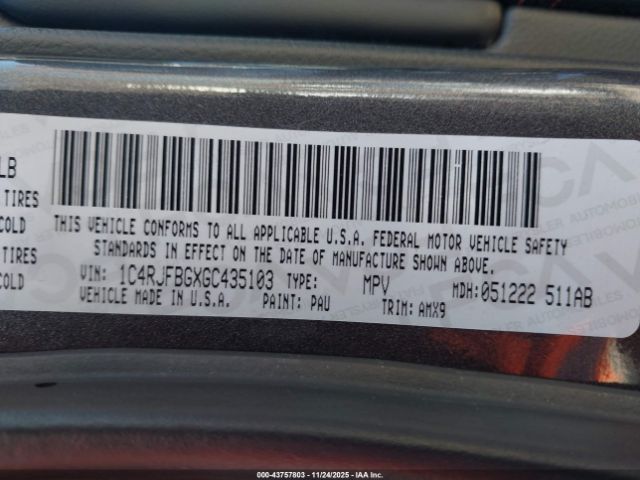 LB
TIRES
COLD
TIRES
COLD
THIS VEHICLE CONFORMS TO ALL APPLICABLE U.S.A. FEDERAL MOTOR VEHICLE SAFETY
STANDARDS IN EFFECT ON THE DATE OF MANUFACTURE SHOWN ABOVE.
VIN: 1C4RJFBGXGC435103 TYPE: MPV MDH:051222 511AB
VEHICLE MADE IN U.S.A. PAINT: PAU TRIM: AMX9
000-43757803 - 11/24/2025 - IAA Inc.